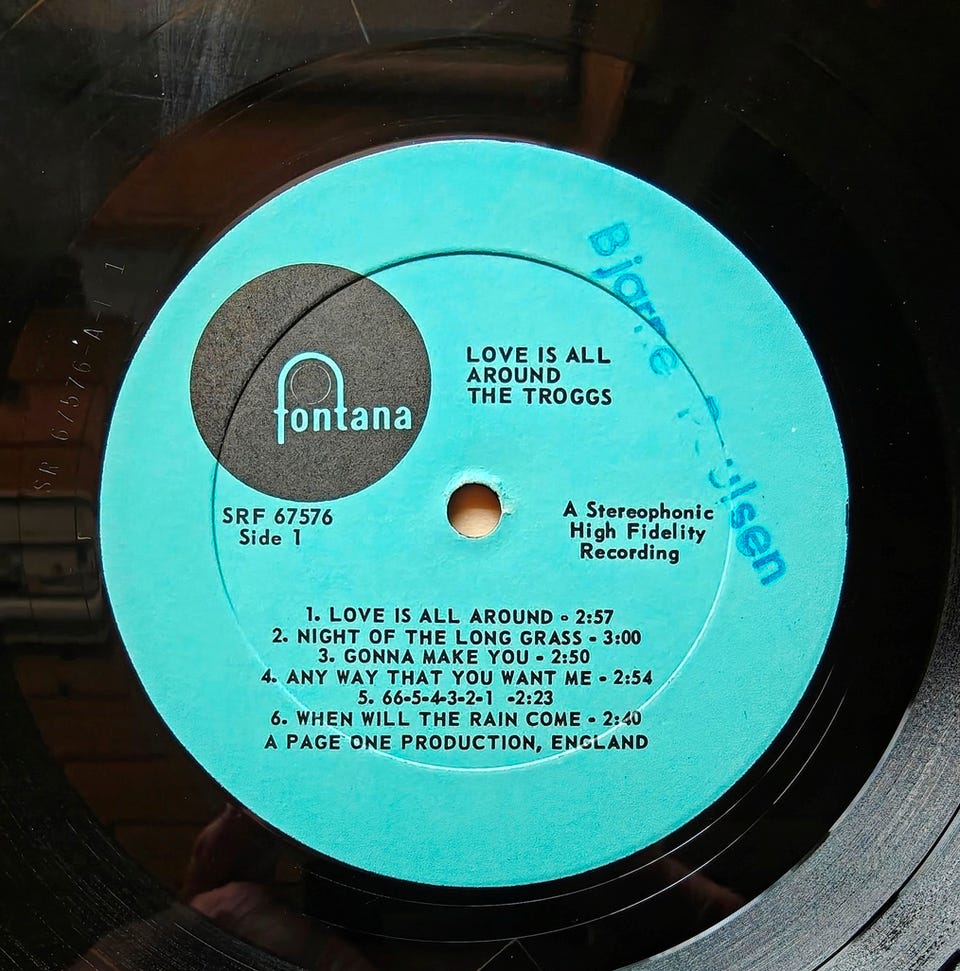 Bjarne
LOVE IS ALL
AROUND
THE TROGGS
fontana
SRF 67576
Side 1
A Stereophonic
High Fidelity
Recording
1. LOVE IS ALL AROUND - 2:57
2. NIGHT OF THE LONG GRASS - 3:00
3. GONNA MAKE YOU - 2:50
4. ANY WAY THAT YOU WANT ME - 2:54
5. 66-5-4-3-2-1 -2:23
6. WHEN WILL THE RAIN COME - 2:40
A PAGE ONE PRODUCTION, ENGLAND